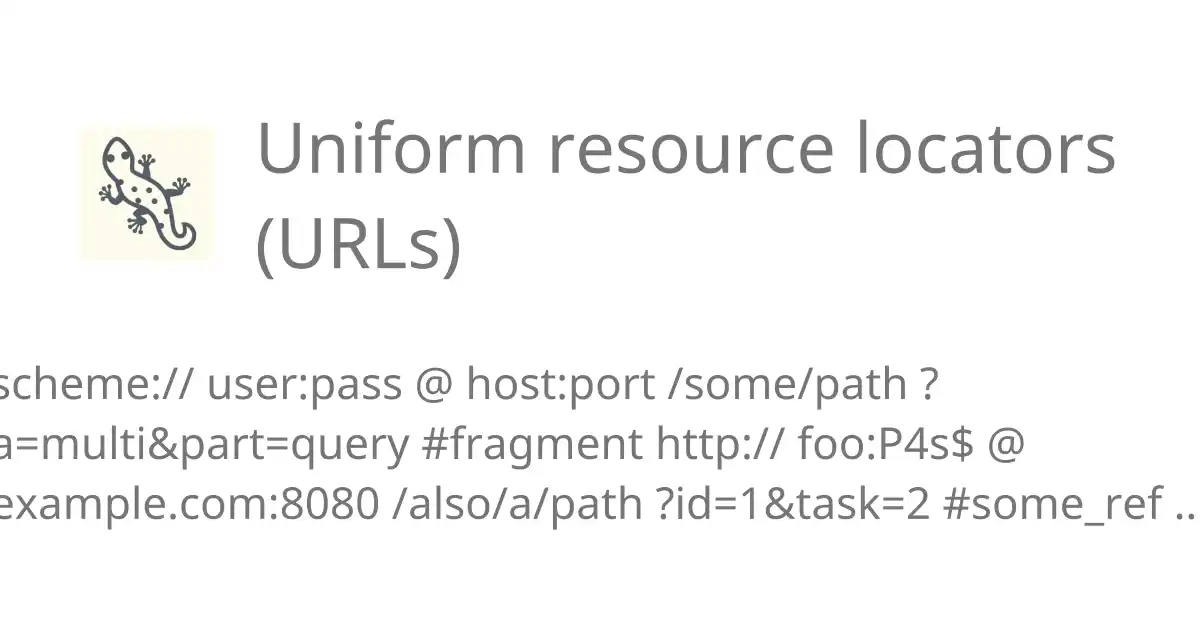 Uniform resource locators
(URLs)
scheme:// user:pass @ host:port /some/path ?
a=multi&part=query #fragment http:// foo:P4s$ @
example.com:8080 /also/a/path ?id=1&task=2 #some_ref ..